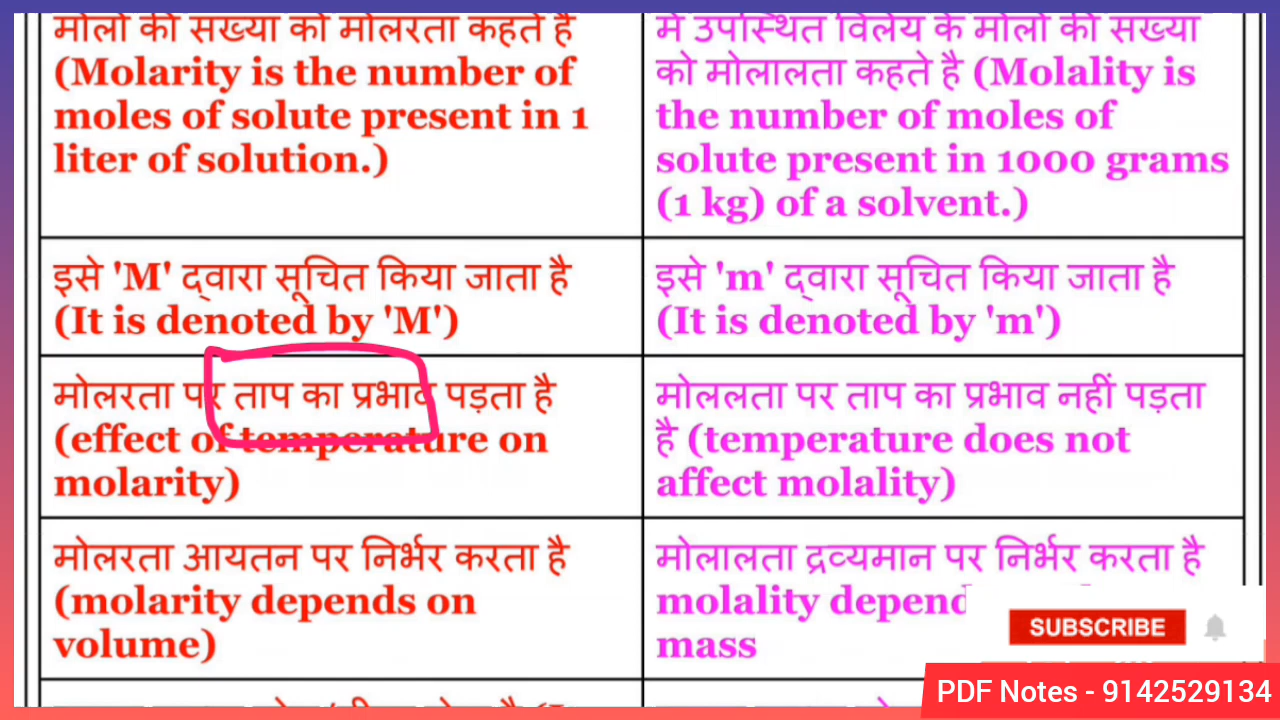 मोलों की संख्या को मोलरता कहते है
(Molarity is the number of
moles of solute present in 1
liter of solution.)
में उपस्थित विलेय के मोलों की संख्या
को मोलालता कहते है (Molality is
the number of moles of
solute present in 1000 grams
(1 kg) of a solvent.)
इसे 'M' द्वारा सूचित किया जाता है
(It is denoted by 'M')
इसे 'm' द्वारा सूचित किया जाता है
(It is denoted by 'm')
मोलरता पर ताप का प्रभाव पड़ता है
(effect of temperature on
molarity)
मोललता पर ताप का प्रभाव नहीं पड़ता
है (temperature does not
affect molality)
मोलरता आयतन पर निर्भर करता है
(molarity depends on
volume)
मोलालता द्रव्यमान पर निर्भर करता है
molality depend
mass
SUBSCRIBE
PDF Notes - 9142529134